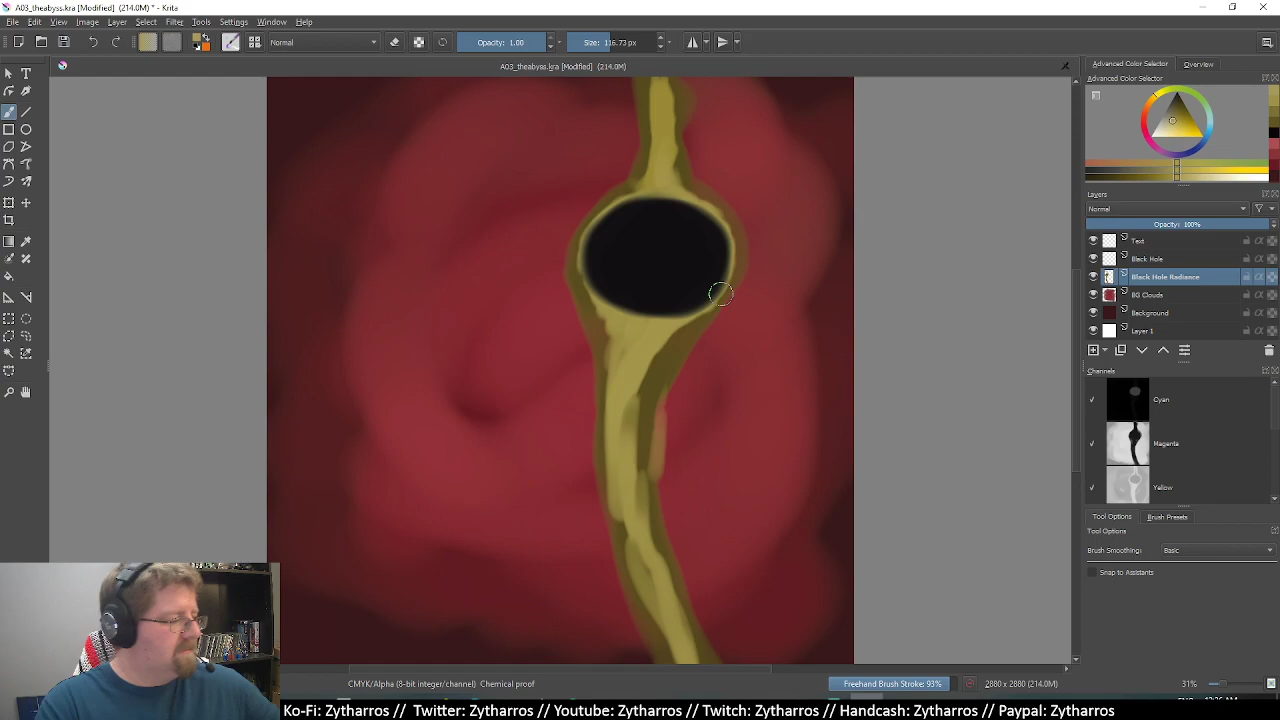 A03_theabyss.kra [Modified] (214.0M) * - Krita
File Edit View Image Layer Select Filter Tools Settings Window Help
Normal Opacity: 1.00 Size: 116.73 px
A03_theabyss.kra [Modified] (214.0M)
Advanced Color Selector Overview
Advanced Color Selector
Layers
Normal
Opacity: 100%
Text
Black Hole
Black Hole Radiance
BG Clouds
Background
Layer 1
Channels
Cyan
Magenta
Yellow
Tool Options Brush Presets
Tool Options
Brush Smoothing: Basic
Snap to Assistants
CMYK/Alpha (8-bit integer/channel) Chemical proof Freehand Brush Stroke: 93% 2880 x 2880 (214.0M) 31%
Ko-Fi: Zytharros // Twitter: Zytharros // Youtube: Zytharros // Twitch: Zytharros // Handcash: Zytharros // Paypal: Zytharros